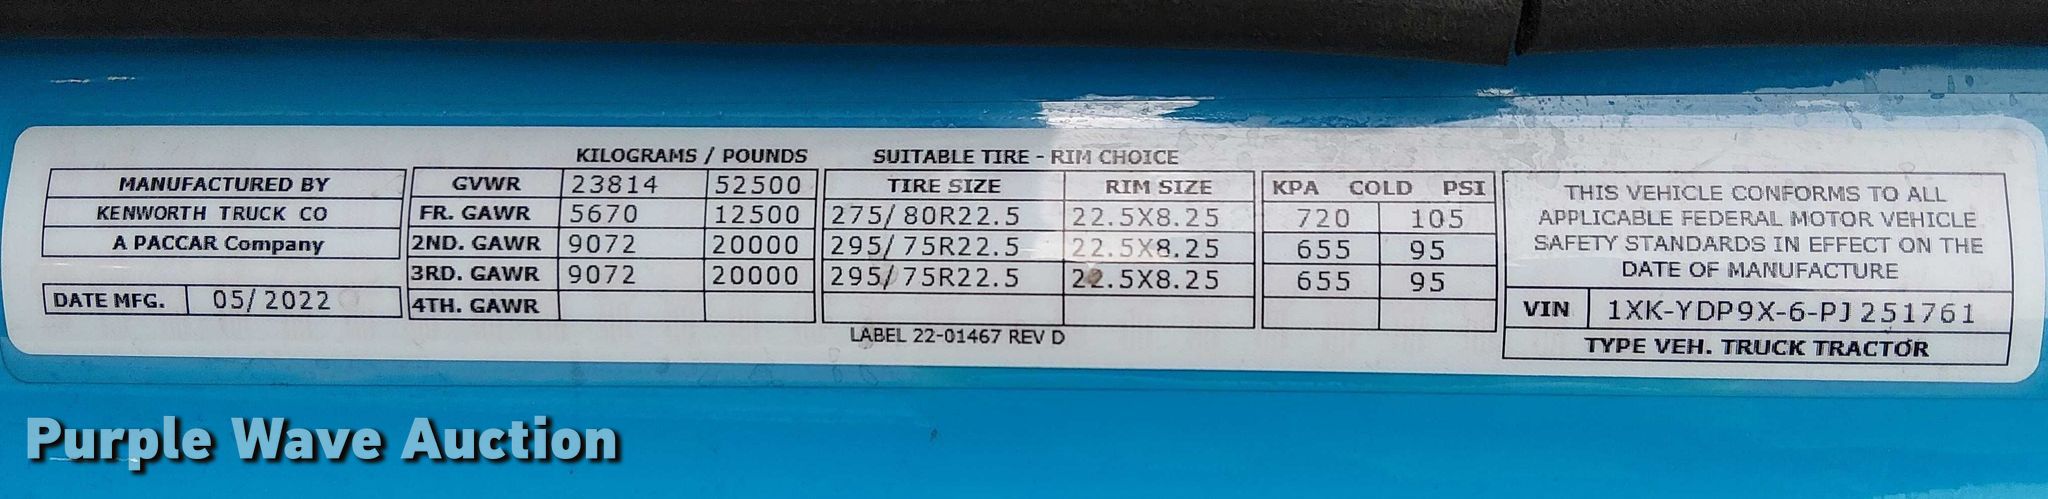 KILOGRAMS / POUNDS SUITABLE TIRE - RIM CHOICE
MANUFACTURED BY GVWR 23814 52500 TIRE SIZE RIM SIZE KPA COLD PSI
KENWORTH TRUCK CO FR. GAWR 5670 12500 275/80R22.5 22.5X8.25 720 105
A PACCAR Company 2ND. GAWR 9072 20000 295/75R22.5 22.5X8.25 655 95
3RD. GAWR 9072 20000 295/75R22.5 22.5X8.25 655 95
DATE MFG. 05/2022 4TH. GAWR
LABEL 22-01467 REV D
THIS VEHICLE CONFORMS TO ALL
APPLICABLE FEDERAL MOTOR VEHICLE
SAFETY STANDARDS IN EFFECT ON THE
DATE OF MANUFACTURE
VIN 1XK-YDP9X-6-PJ251761
TYPE VEH. TRUCK TRACTOR
Purple Wave Auction